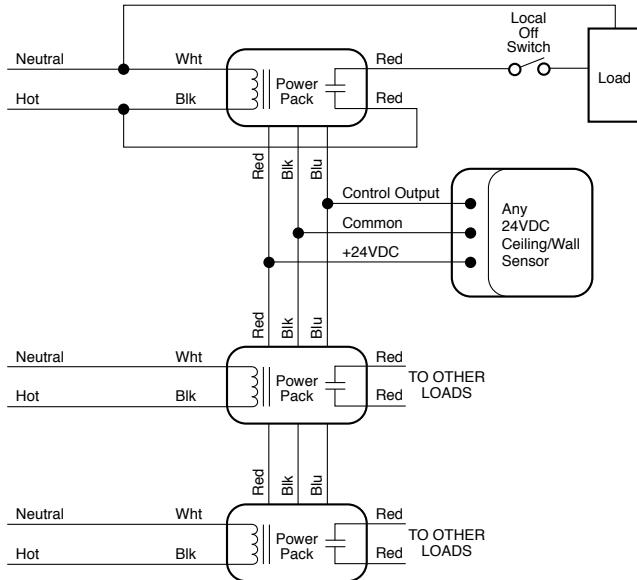 Local
Off
Switch
Neutral Wht Power Pack Red
Load
Hot Blk Red
Red Blk Blu
Control Output
Common
+24VDC
Any
24VDC
Ceiling/Wall
Sensor
Red Blk Blu
Neutral Wht Power Pack Red
TO OTHER
LOADS
Hot Blk Red
Red Blk Blu
Neutral Wht Power Pack Red
TO OTHER
LOADS
Hot Blk Red